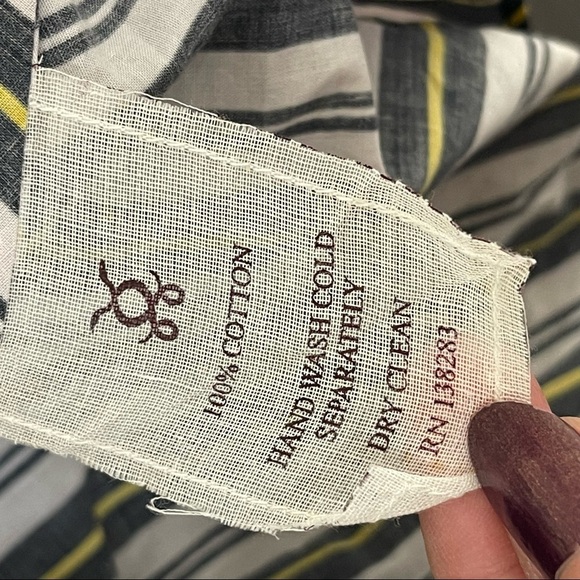 100% COTTON
HAND WASH COLD
SEPARATELY
DRY CLEAN
RN 138283